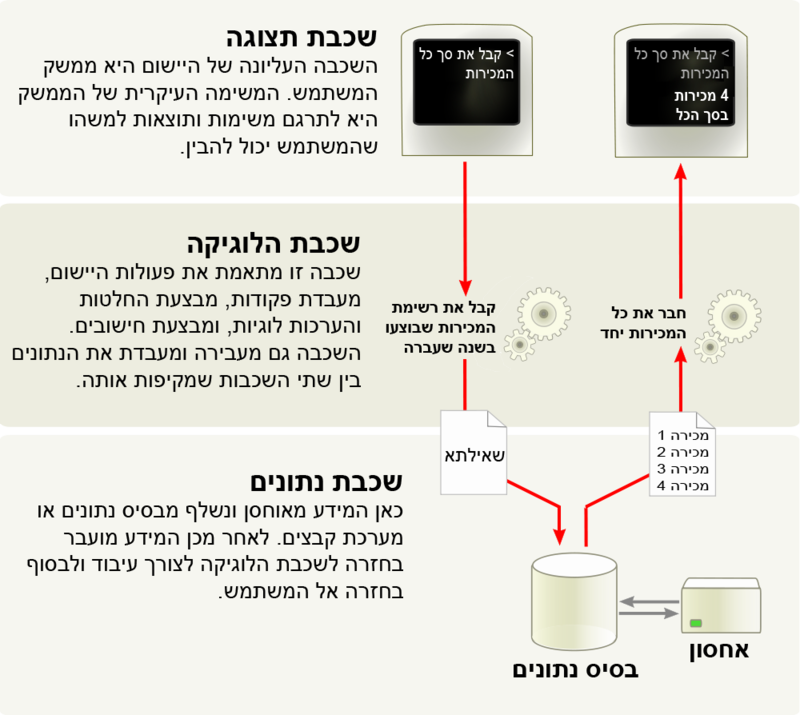 שכבת תצוגה
השכבה העליונה של היישום היא ממשק
המשתמש. המשימה העיקרית של הממשק
היא לתרגם משימות ותוצאות למשהו
שהמשתמש יכול להבין.
> קבל את סך כל
המכירות
> קבל את סך כל
המכירות
4 מכירות
בסך הכל
שכבת הלוגיקה
שכבה זו מתאמת את פעולות היישום,
מעבדת פקודות, מבצעת החלטות
והערכות לוגיות, ומבצעת חישובים.
השכבה גם מעבירה ומעבדת את הנתונים
בין שתי השכבות שמקיפות אותה.
קבל את רשימת
המכירות שבוצעו
בשנה שעברה
חבר את כל
המכירות יחד
שאילתא
מכירה 1
מכירה 2
מכירה 3
מכירה 4
שכבת נתונים
כאן המידע מאוחסן ונשלף מבסיס נתונים או
מערכת קבצים. לאחר מכן המידע מועבר
בחזרה לשכבת הלוגיקה לצורך עיבוד ולבסוף
בחזרה אל המשתמש.
בסיס נתונים
אחסון